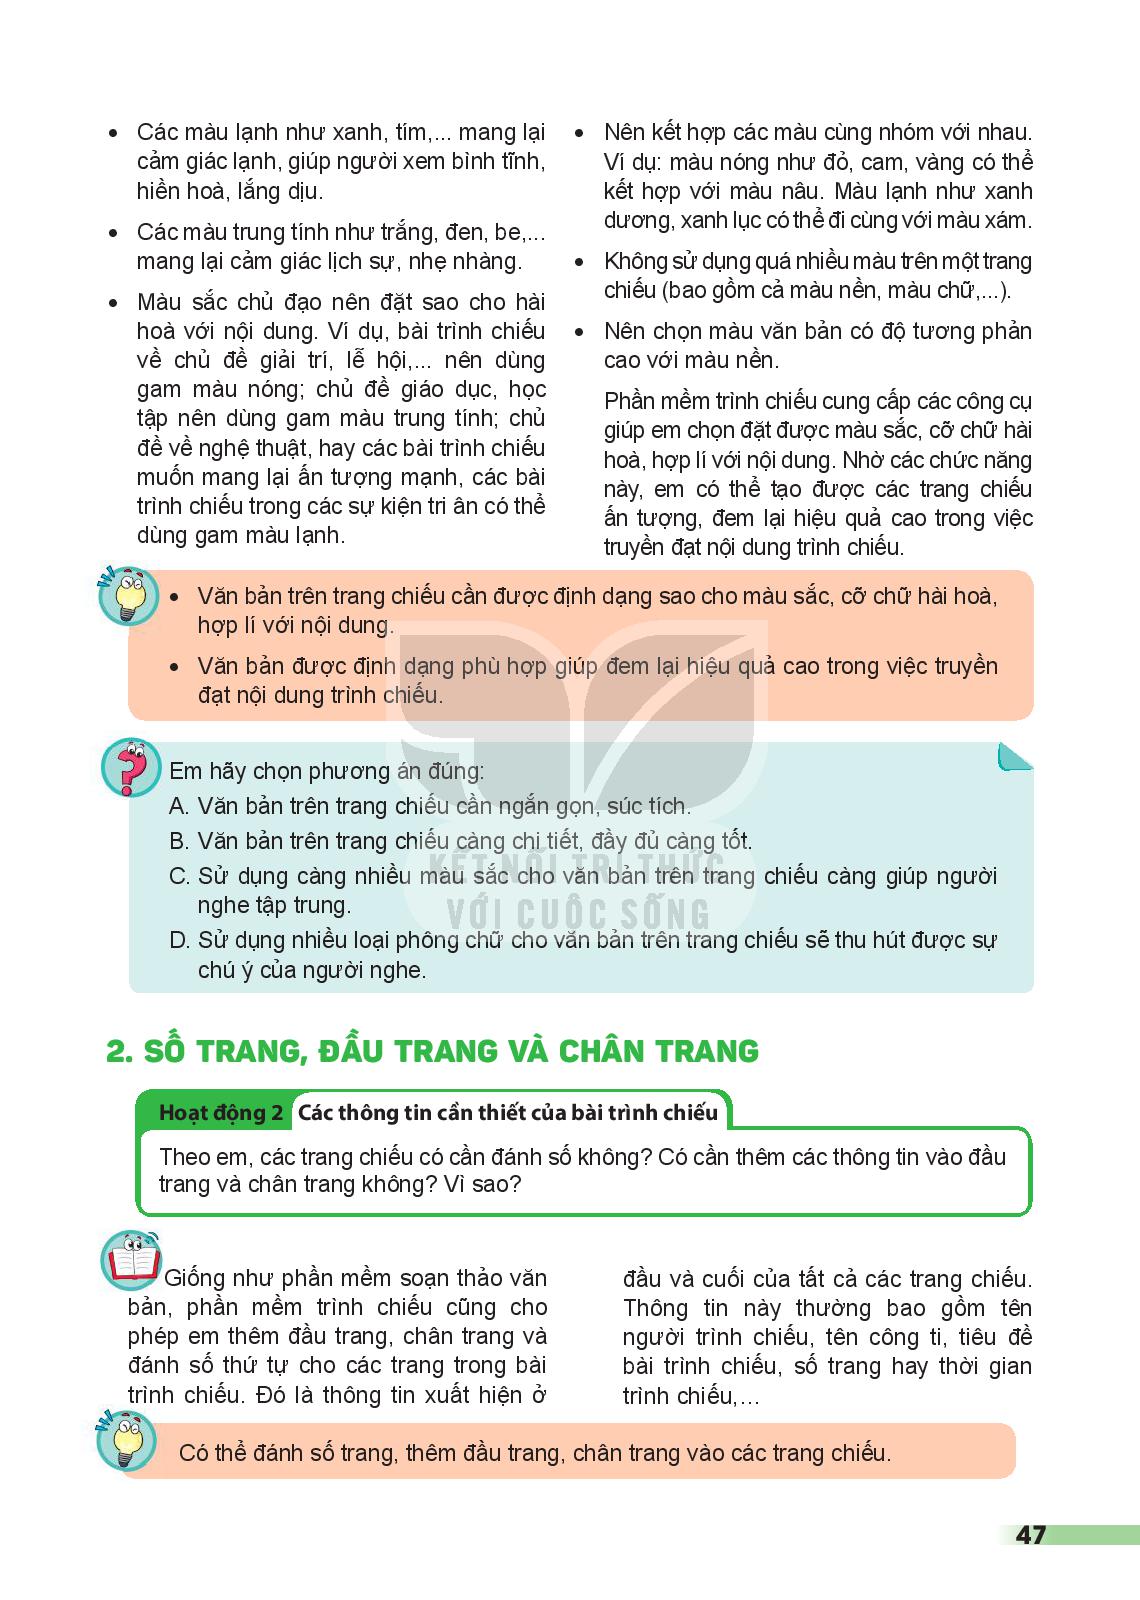 • Các màu lạnh như xanh, tím,... mang lại
cảm giác lạnh, giúp người xem bình tĩnh,
hiền hoà, lắng dịu.
• Các màu trung tính như trắng, đen, be,...
mang lại cảm giác lịch sự, nhẹ nhàng.
• Màu sắc chủ đạo nên đặt sao cho hài
hoà với nội dung. Ví dụ, bài trình chiếu
về chủ đề giải trí, lễ hội,... nên dùng
gam màu nóng; chủ đề giáo dục, học
tập nên dùng gam màu trung tính; chủ
đề về nghệ thuật, hay các bài trình chiếu
muốn mang lại ấn tượng mạnh, các bài
trình chiếu trong các sự kiện tri ân có thể
dùng gam màu lạnh.
• Nên kết hợp các màu cùng nhóm với nhau.
Ví dụ: màu nóng như đỏ, cam, vàng có thể
kết hợp với màu nâu. Màu lạnh như xanh
dương, xanh lục có thể đi cùng với màu xám.
• Không sử dụng quá nhiều màu trên một trang
chiếu (bao gồm cả màu nền, màu chữ,...).
• Nên chọn màu văn bản có độ tương phản
cao với màu nền.
Phần mềm trình chiếu cung cấp các công cụ
giúp em chọn đặt được màu sắc, cỡ chữ hài
hoà, hợp lí với nội dung. Nhờ các chức năng
này, em có thể tạo được các trang chiếu
ấn tượng, đem lại hiệu quả cao trong việc
truyền đạt nội dung trình chiếu.
• Văn bản trên trang chiếu cần được định dạng sao cho màu sắc, cỡ chữ hài hoà,
hợp lí với nội dung.
• Văn bản được định dạng phù hợp giúp đem lại hiệu quả cao trong việc truyền
đạt nội dung trình chiếu.
Em hãy chọn phương án đúng:
A. Văn bản trên trang chiếu cần ngắn gọn, súc tích.
B. Văn bản trên trang chiếu càng chi tiết, đầy đủ càng tốt.
C. Sử dụng càng nhiều màu sắc cho văn bản trên trang chiếu càng giúp người
nghe tập trung.
D. Sử dụng nhiều loại phông chữ cho văn bản trên trang chiếu sẽ thu hút được sự
chú ý của người nghe.
KẾT NỐI TRI THỨC
VỚI CUỘC SỐNG
2. SỐ TRANG, ĐẦU TRANG VÀ CHÂN TRANG
Hoạt động 2 Các thông tin cần thiết của bài trình chiếu
Theo em, các trang chiếu có cần đánh số không? Có cần thêm các thông tin vào đầu
trang và chân trang không? Vì sao?
Giống như phần mềm soạn thảo văn
bản, phần mềm trình chiếu cũng cho
phép em thêm đầu trang, chân trang và
đánh số thứ tự cho các trang trong bài
trình chiếu. Đó là thông tin xuất hiện ở
đầu và cuối của tất cả các trang chiếu.
Thông tin này thường bao gồm tên
người trình chiếu, tên công ti, tiêu đề
bài trình chiếu, số trang hay thời gian
trình chiếu,...
Có thể đánh số trang, thêm đầu trang, chân trang vào các trang chiếu.
47